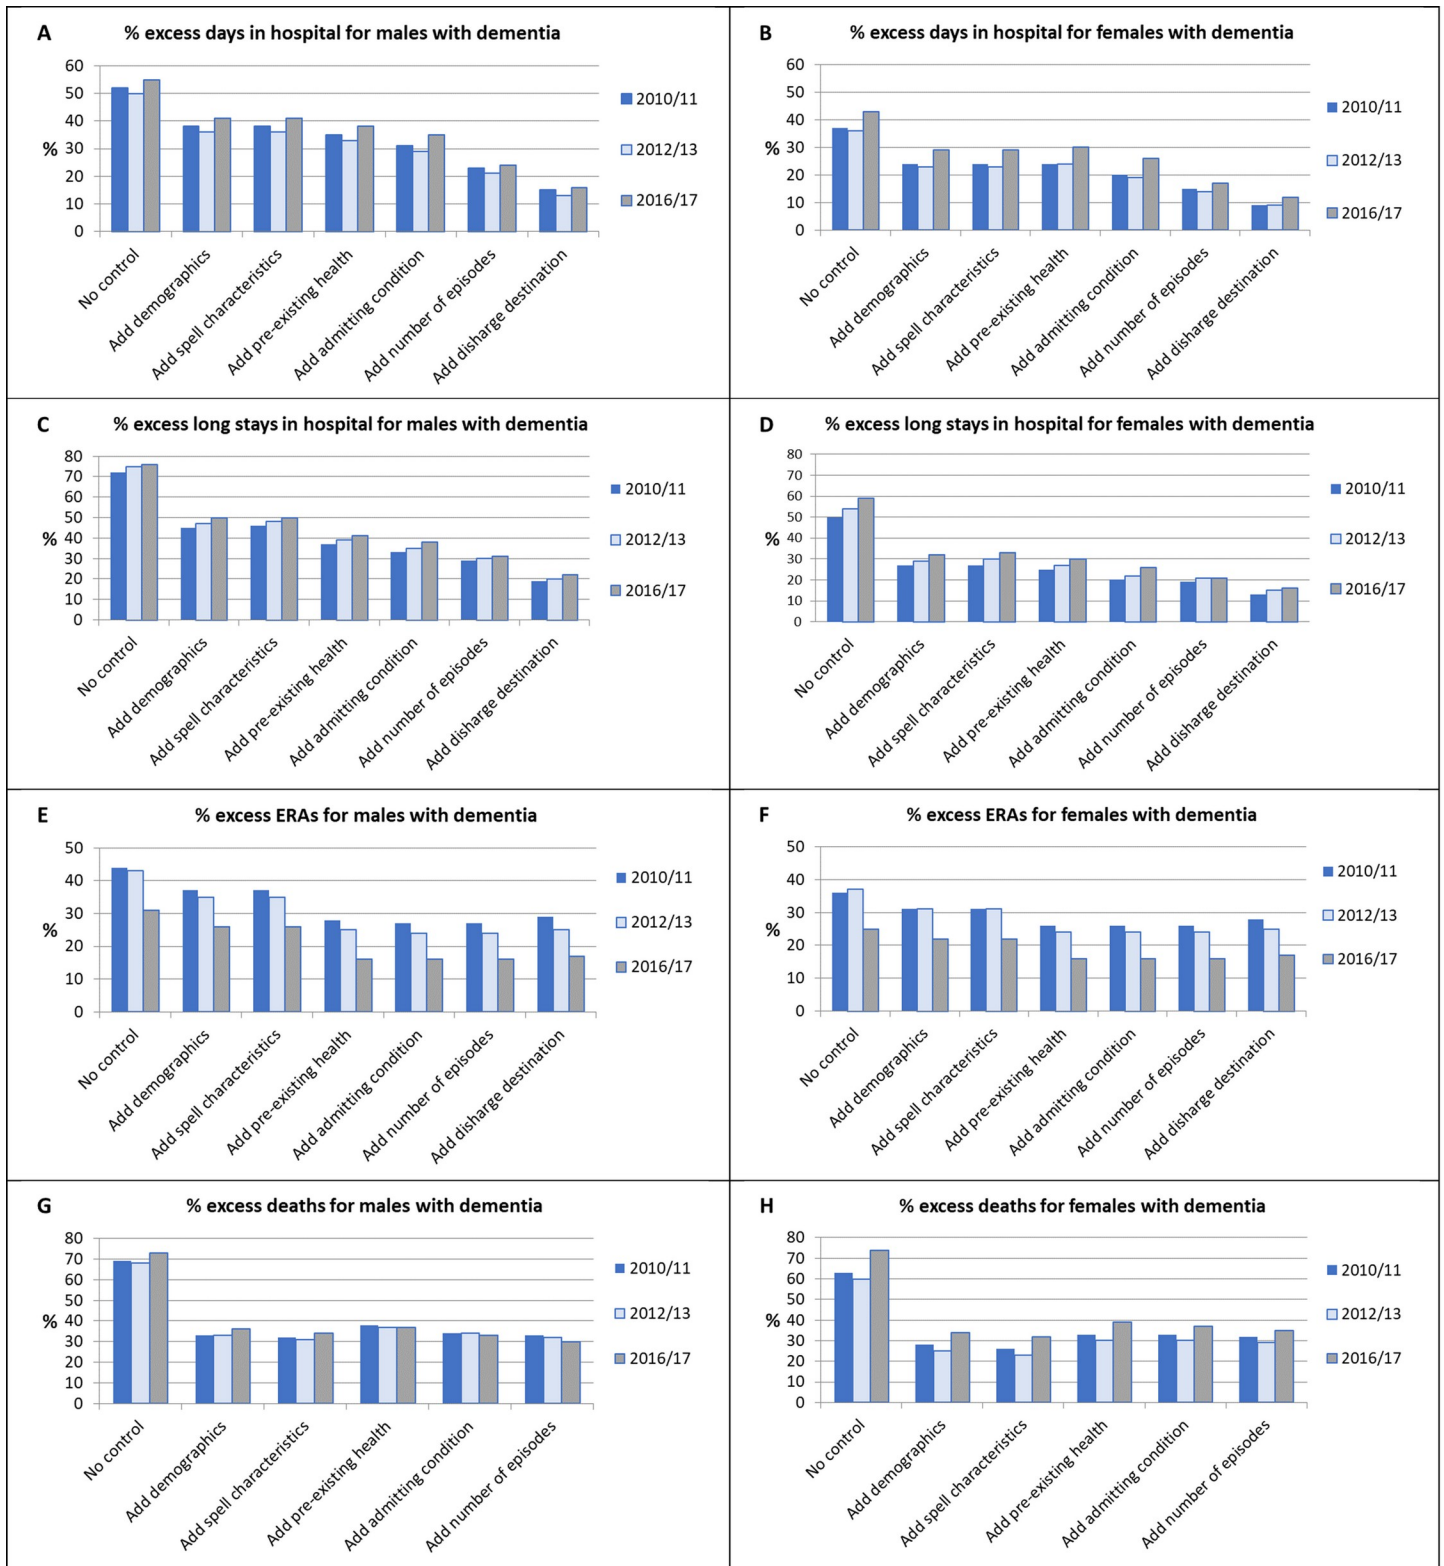 A % excess days in hospital for males with dementia
60
50
40
30
20
10
0
%
2010/11
2012/13
2016/17
No control
Add demographics
Add spell characteristics
Add pre-existing health
Add admitting condition
Add number of episodes
Add disharge destination
B % excess days in hospital for females with dementia
60
50
40
30
20
10
0
%
2010/11
2012/13
2016/17
No control
Add demographics
Add spell characteristics
Add pre-existing health
Add admitting condition
Add number of episodes
Add disharge destination
C % excess long stays in hospital for males with dementia
80
70
60
50
40
30
20
10
0
%
2010/11
2012/13
2016/17
No control
Add demographics
Add spell characteristics
Add pre-existing health
Add admitting condition
Add number of episodes
Add disharge destination
D % excess long stays in hospital for females with dementia
80
70
60
50
40
30
20
10
0
%
2010/11
2012/13
2016/17
No control
Add demographics
Add spell characteristics
Add pre-existing health
Add admitting condition
Add number of episodes
Add disharge destination
E % excess ERAs for males with dementia
50
40
30
20
10
0
%
2010/11
2012/13
2016/17
No control
Add demographics
Add spell characteristics
Add pre-existing health
Add admitting condition
Add number of episodes
Add disharge destination
F % excess ERAs for females with dementia
50
40
30
20
10
0
%
2010/11
2012/13
2016/17
No control
Add demographics
Add spell characteristics
Add pre-existing health
Add admitting condition
Add number of episodes
Add disharge destination
G % excess deaths for males with dementia
80
70
60
50
40
30
20
10
0
%
2010/11
2012/13
2016/17
No control
Add demographics
Add spell characteristics
Add pre-existing health
Add admitting condition
Add number of episodes
H % excess deaths for females with dementia
80
70
60
50
40
30
20
10
0
%
2010/11
2012/13
2016/17
No control
Add demographics
Add spell characteristics
Add pre-existing health
Add admitting condition
Add number of episodes